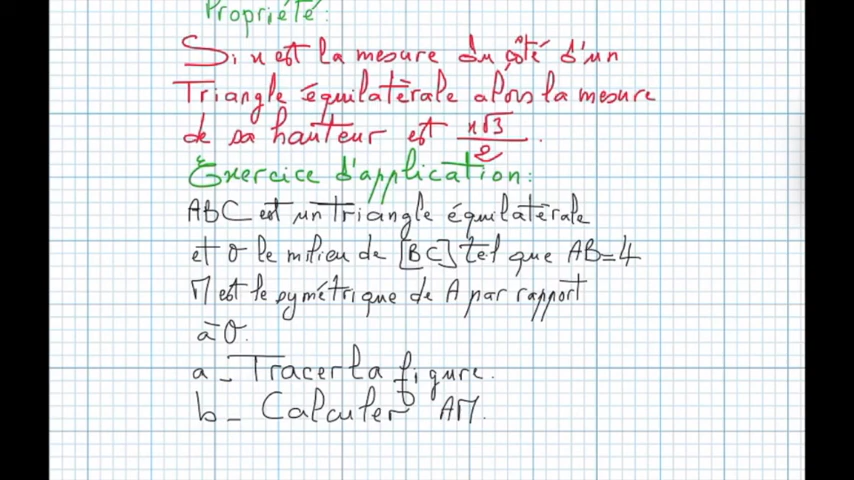 Propriété:
Si x est la mesure du côté d'un
Triangle équilatérale alors la mesure
de sa hauteur est x√3/2.
Exercice d'application:
ABC est un triangle équilatérale
et O le milieu de [BC] tel que AB=4
M est le symétrique de A par rapport
à O.
a_ Tracer la figure.
b_ Calculer AM.